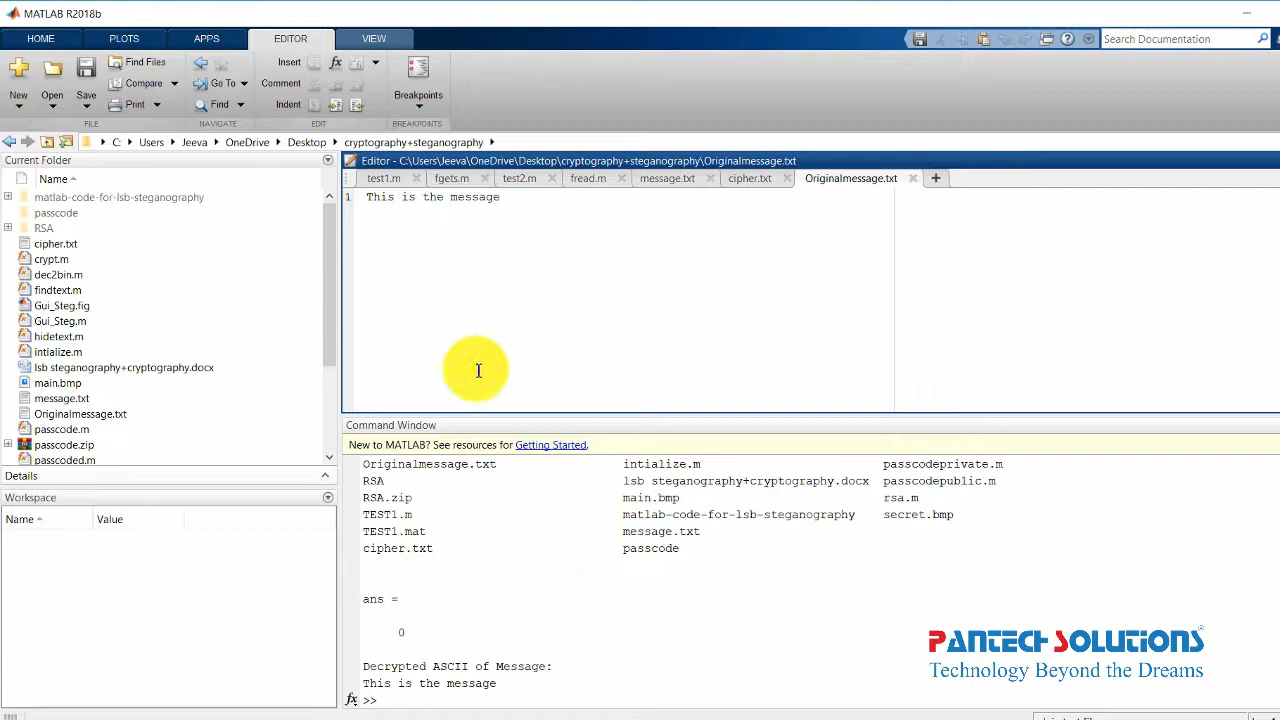 MATLAB R2018b
HOME PLOTS APPS EDITOR VIEW
Search Documentation
Find Files
Compare
Print
New Open Save
Go To
Find
Insert
Comment
Indent
Breakpoints
FILE NAVIGATE EDIT BREAKPOINTS
C: Users Jeeva OneDrive Desktop cryptography+steganography
Current Folder
Name
matlab-code-for-lsb-steganography
passcode
RSA
cipher.txt
crypt.m
dec2bin.m
findtext.m
Gui_Steg.fig
Gui_Steg.m
hidetext.m
intialize.m
lsb steganography+cryptography.docx
main.bmp
message.txt
Originalmessage.txt
passcode.m
passcode.zip
passcoded.m
Details
Workspace
Name Value
Editor - C:\Users\Jeeva\OneDrive\Desktop\cryptography+steganography\Originalmessage.txt
test1.m fgets.m test2.m fread.m message.txt cipher.txt Originalmessage.txt
1 This is the message
Command Window
New to MATLAB? See resources for Getting Started.
Originalmessage.txt intialize.m passcodeprivate.m
RSA lsb steganography+cryptography.docx passcodepublic.m
RSA.zip main.bmp rsa.m
TEST1.m matlab-code-for-lsb-steganography secret.bmp
TEST1.mat message.txt
cipher.txt passcode
ans =
0
Decrypted ASCII of Message:
This is the message
fx >>
PANTECH SOLUTIONS
Technology Beyond the Dreams